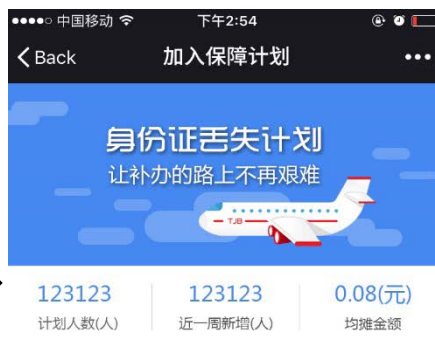 中国移动 下午2:54
Back 加入保障计划
身份证丢失计划
让补办的路上不再艰难
TJB
123123 123123 0.08(元)
计划人数(人) 近一周新增(人) 均摊金额